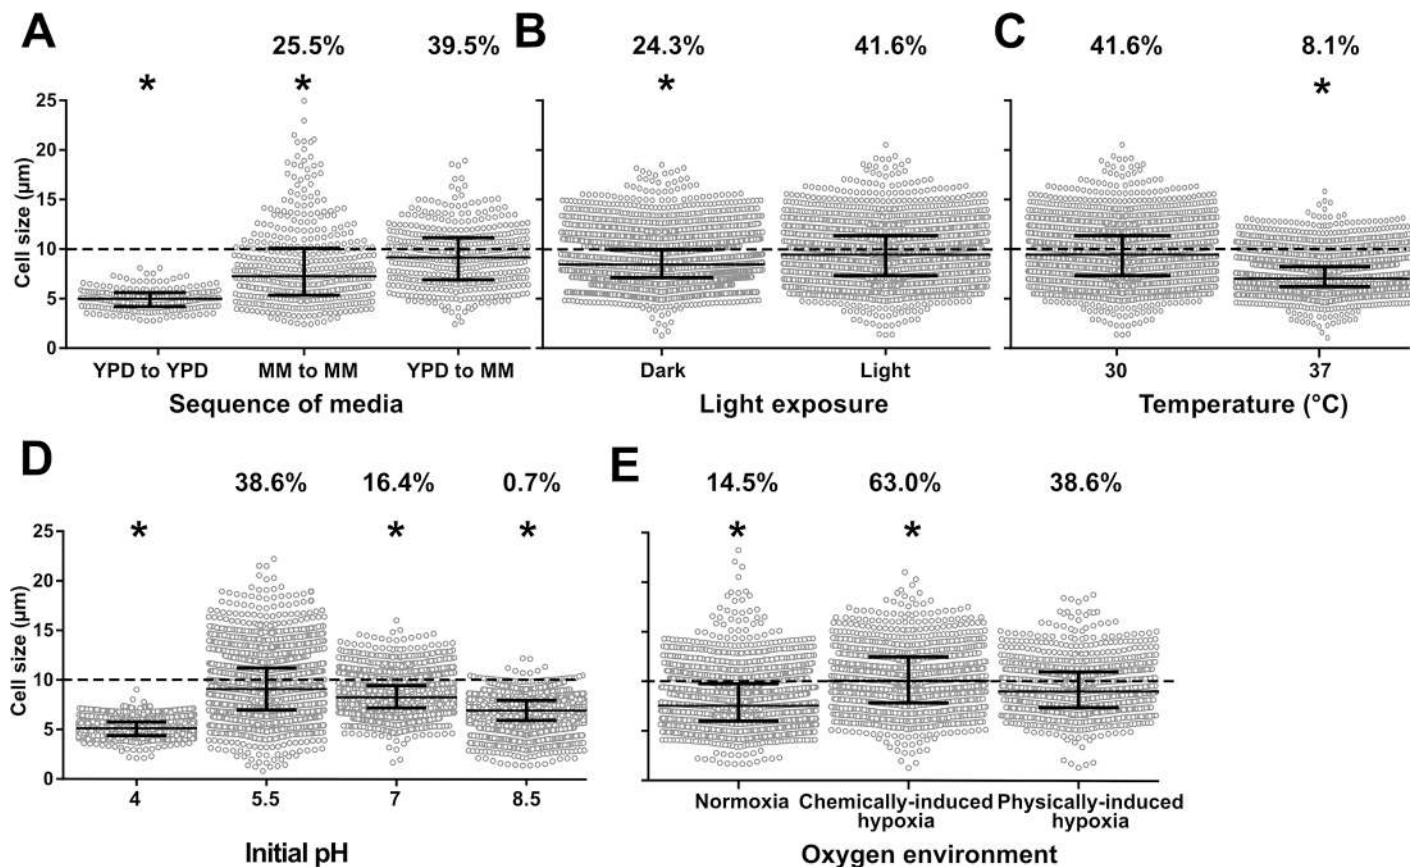 A
25.5%
39.5%
B
24.3%
41.6%
C
41.6%
8.1%
*
*
*
*
Cell size (µm)
25
20
15
10
5
0
YPD to YPD
MM to MM
YPD to MM
Sequence of media
Dark
Light
Light exposure
30
37
Temperature (°C)
D
38.6%
16.4%
0.7%
E
14.5%
63.0%
38.6%
*
*
*
*
*
Cell size (µm)
25
20
15
10
5
0
4
5.5
7
8.5
Initial pH
Normoxia
Chemically-induced
hypoxia
Physically-induced
hypoxia
Oxygen environment